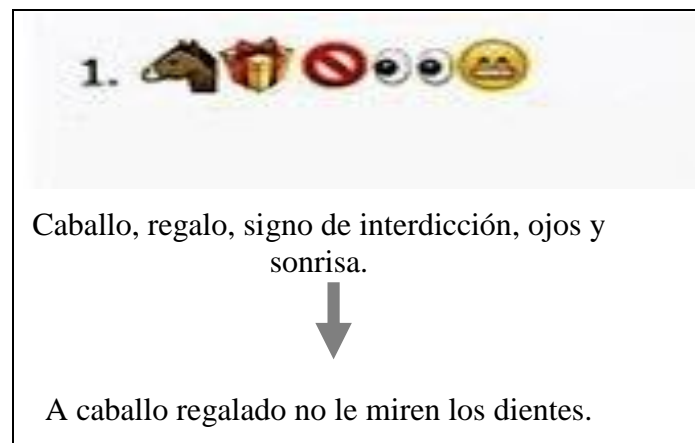 1.
Caballo, regalo, signo de interdicción, ojos y
sonrisa.
A caballo regalado no le miren los dientes.